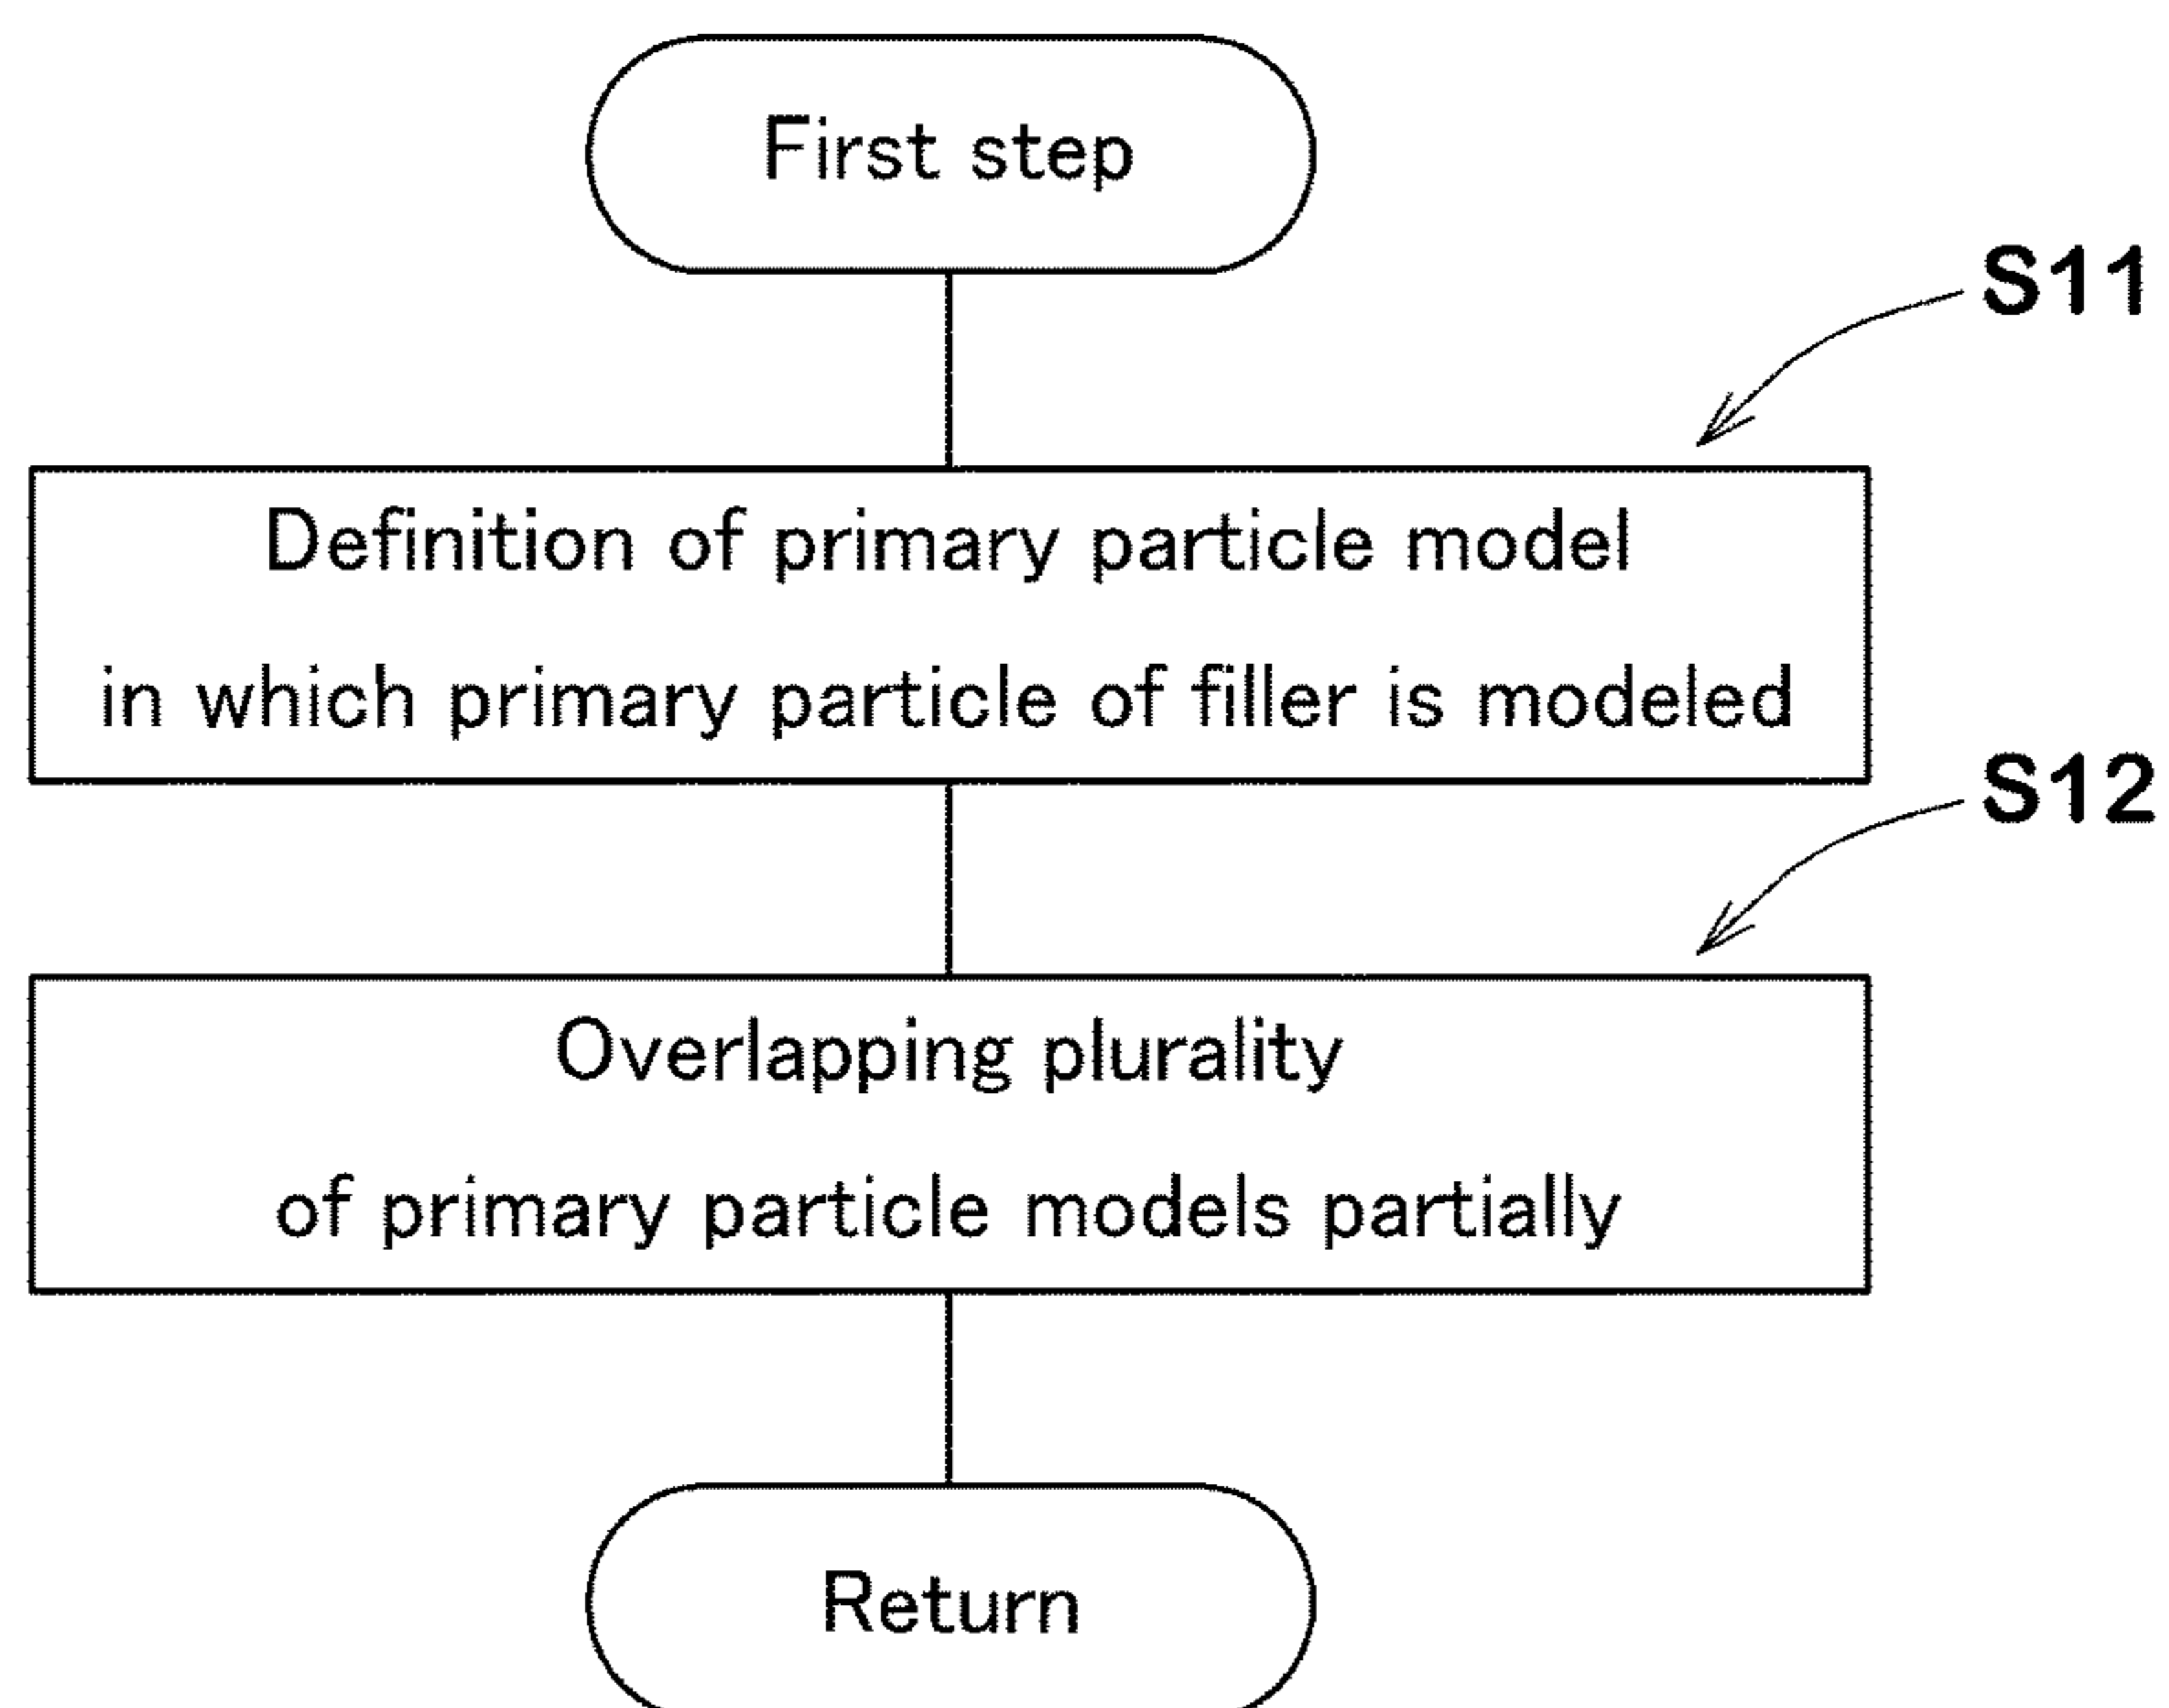 First step
S11
Definition of primary particle model
in which primary particle of filler is modeled
S12
Overlapping plurality
of primary particle models partially
Return